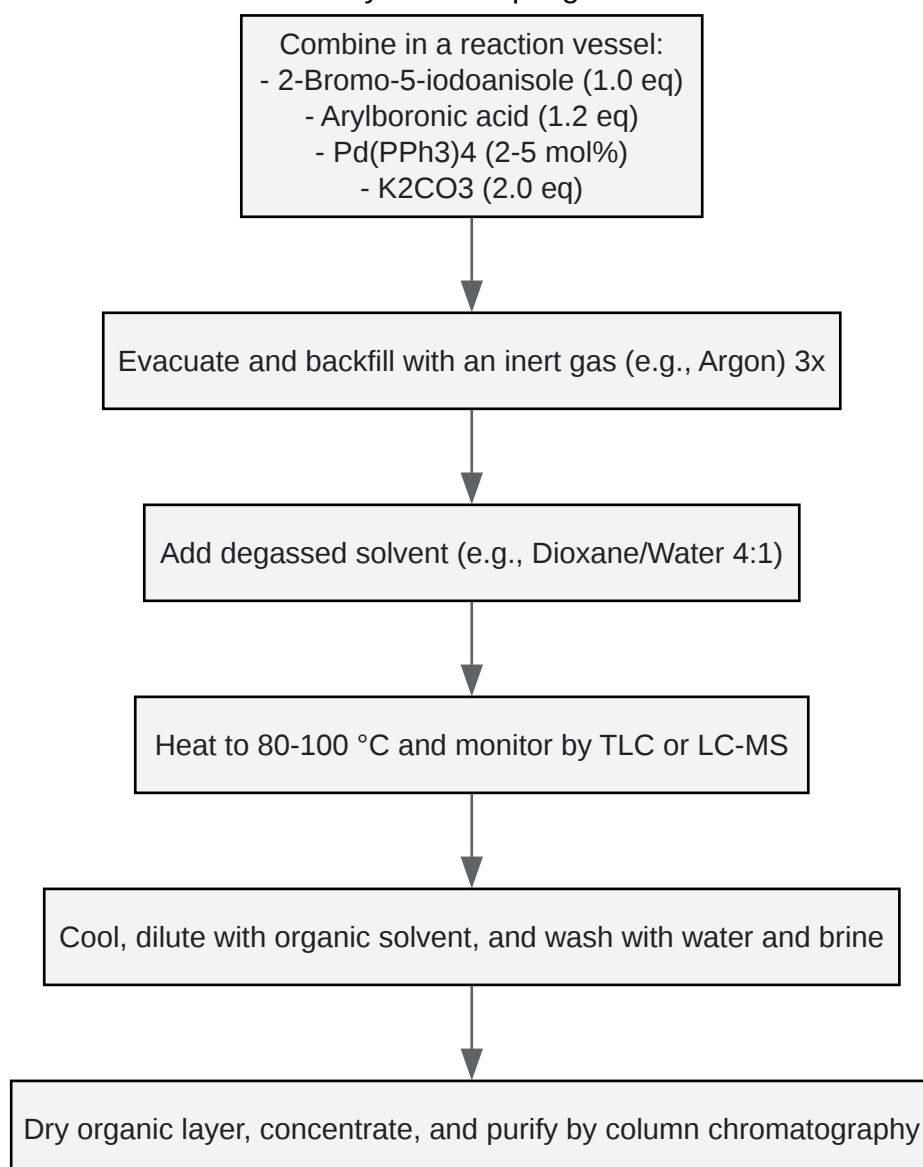 Combine in a reaction vessel:
- 2-Bromo-5-iodoanisole (1.0 eq)
- Arylboronic acid (1.2 eq)
- Pd(PPh3)4 (2-5 mol%)
- K2CO3 (2.0 eq)
Evacuate and backfill with an inert gas (e.g., Argon) 3x
Add degassed solvent (e.g., Dioxane/Water 4:1)
Heat to 80-100 °C and monitor by TLC or LC-MS
Cool, dilute with organic solvent, and wash with water and brine
Dry organic layer, concentrate, and purify by column chromatography